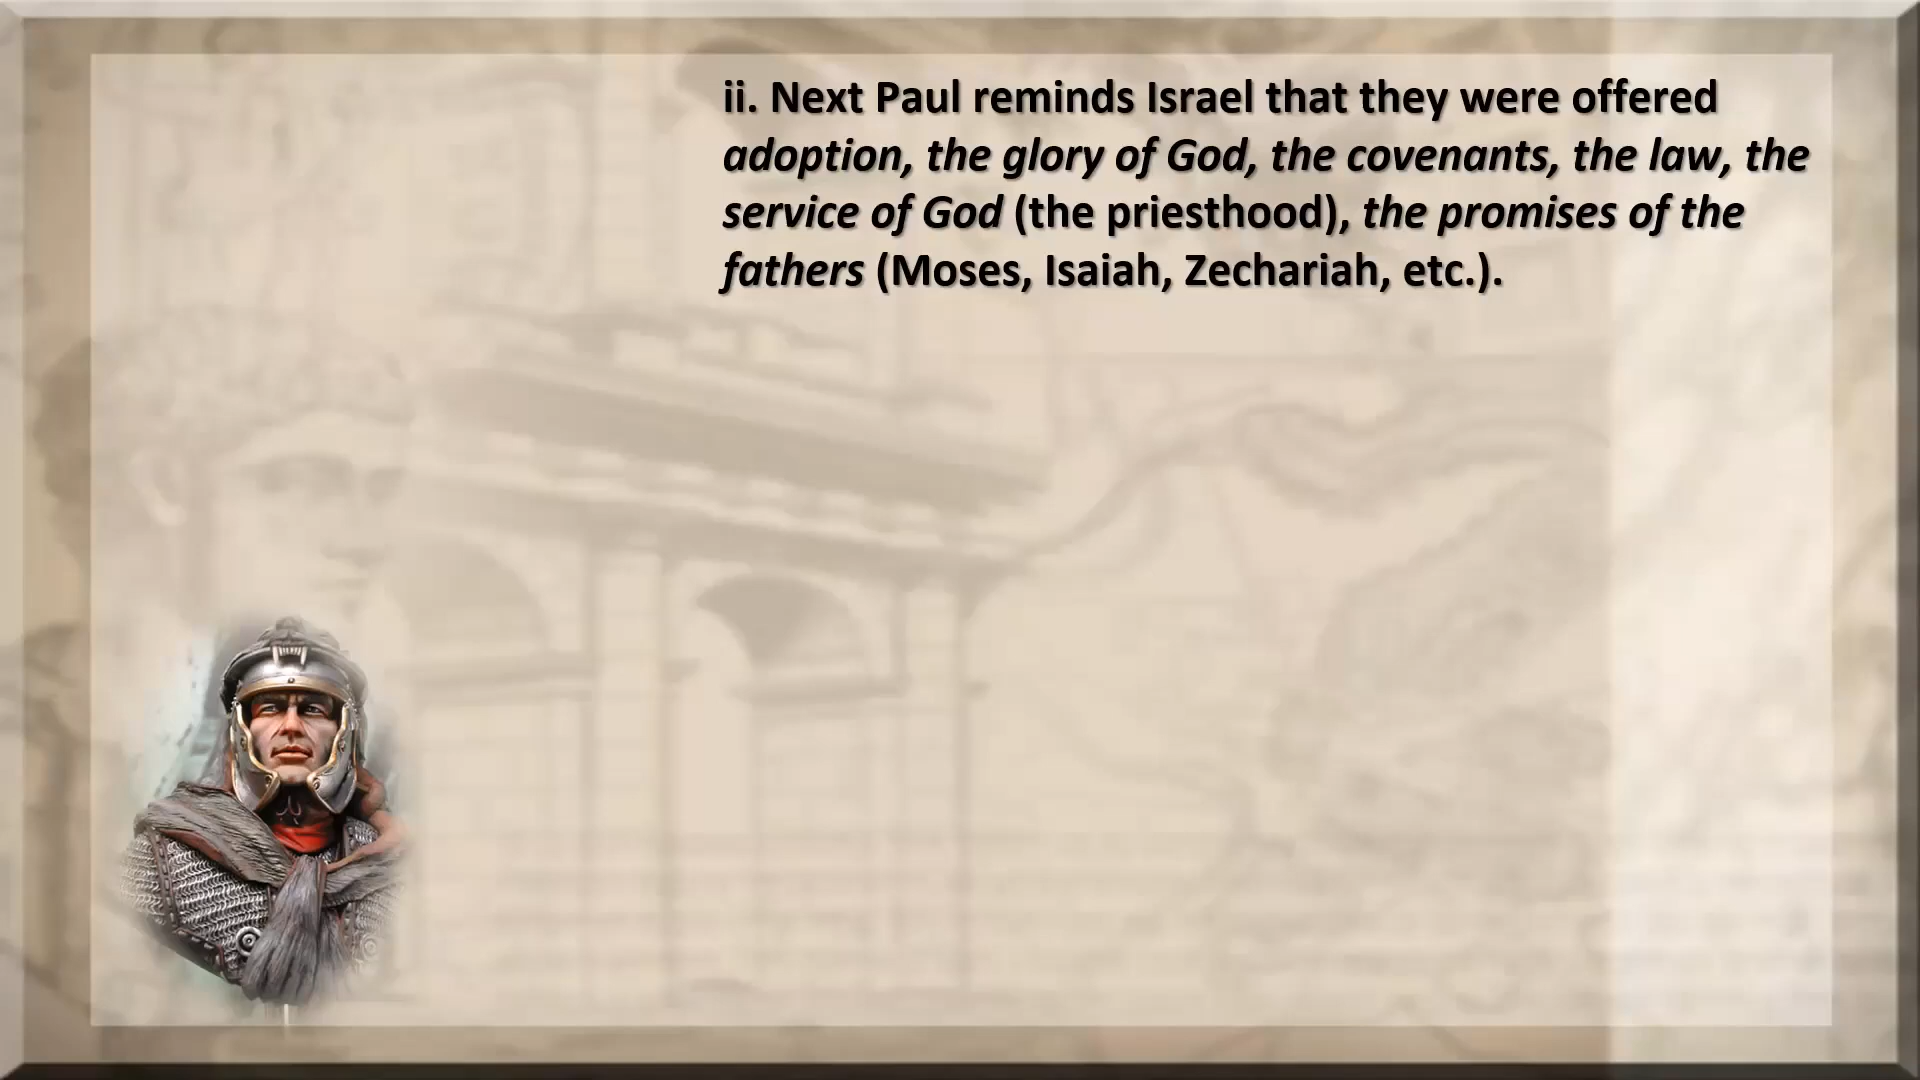 ii. Next Paul reminds Israel that they were offered
adoption, the glory of God, the covenants, the law, the
service of God (the priesthood), the promises of the
fathers (Moses, Isaiah, Zechariah, etc.).